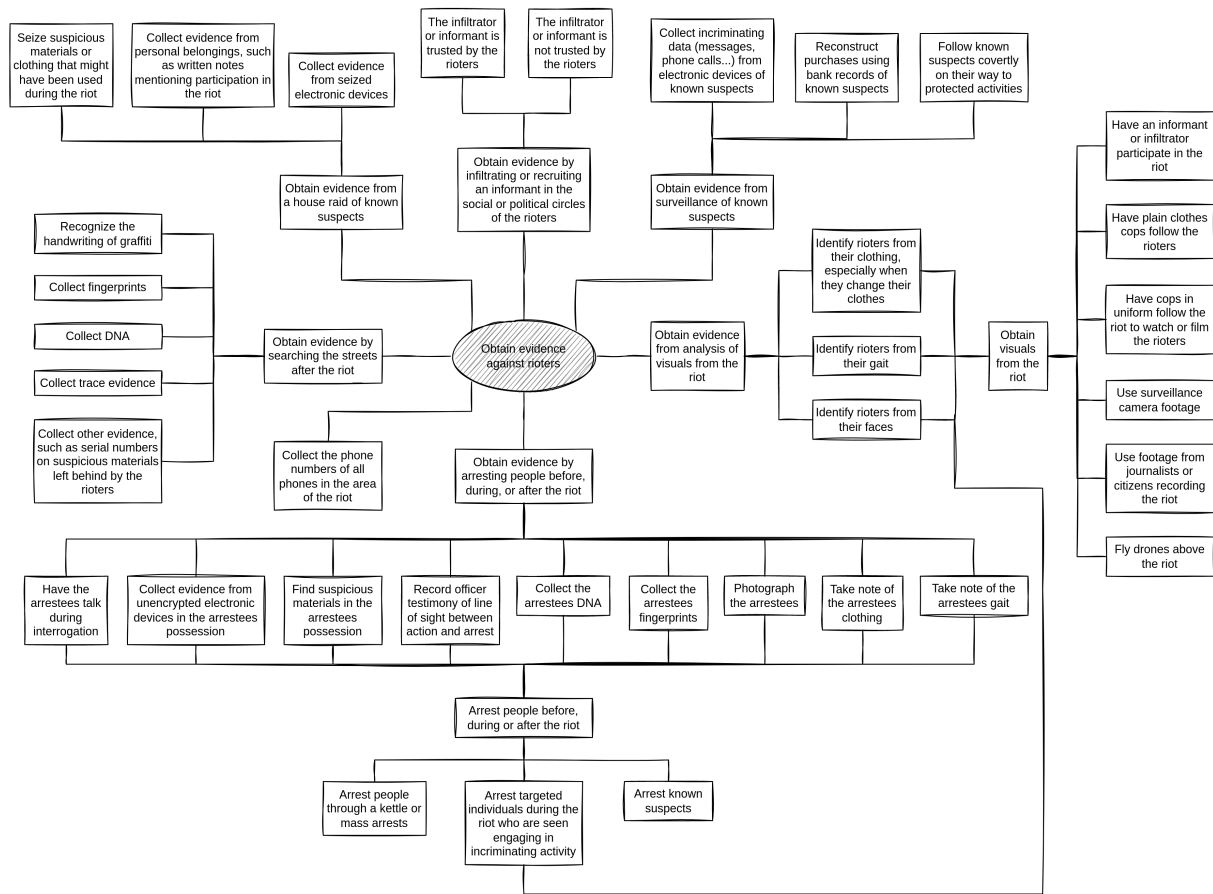 Seize suspicious
materials or
clothing that might
have been used
during the riot
Collect evidence from
personal belongings, such
as written notes
mentioning participation in
the riot
Collect evidence
from seized
electronic devices
The infiltrator
or informant is
trusted by the
rioters
The infiltrator
or informant is
not trusted by
the rioters
Collect incriminating
data (messages,
phone calls...) from
electronic devices of
known suspects
Reconstruct
purchases using
bank records of
known suspects
Follow known
suspects covertly
on their way to
protected activities
Obtain evidence from
a house raid of known
suspects
Obtain evidence by
infiltrating or recruiting
an informant in the
social or political circles
of the rioters
Obtain evidence from
surveillance of known
suspects
Have an informant
or infiltrator
participate in the
riot
Recognize the
handwriting of graffiti
Collect fingerprints
Collect DNA
Collect trace evidence
Collect other evidence,
such as serial numbers
on suspicious materials
left behind by the
rioters
Obtain evidence by
searching the streets
after the riot
Obtain evidence
against rioters
Obtain evidence
from analysis of
visuals from the
riot
Identify rioters from
their clothing,
especially when
they change their
clothes
Identify rioters from
their gait
Identify rioters from
their faces
Obtain
visuals from
the riot
Have plain clothes
cops follow the
rioters
Have cops in
uniform follow the
riot to watch or film
the rioters
Use surveillance
camera footage
Use footage from
journalists or
citizens recording
the riot
Fly drones above
the riot
Collect the phone
numbers of all
phones in the area
of the riot
Obtain evidence by
arresting people before,
during, or after the riot
Have the
arrestees talk
during
interrogation
Collect evidence from
unencrypted electronic
devices in the arrestees
possession
Find suspicious
materials in the
arrestees
possession
Record officer
testimony of line
of sight between
action and arrest
Collect the
arrestees DNA
Collect the
arrestees
fingerprints
Photograph
the arrestees
Take note of
the arrestees
clothing
Take note of the
arrestees gait
Arrest people before,
during or after the riot
Arrest people
through a kettle or
mass arrests
Arrest targeted
individuals during the
riot who are seen
engaging in
incriminating activity
Arrest known
suspects